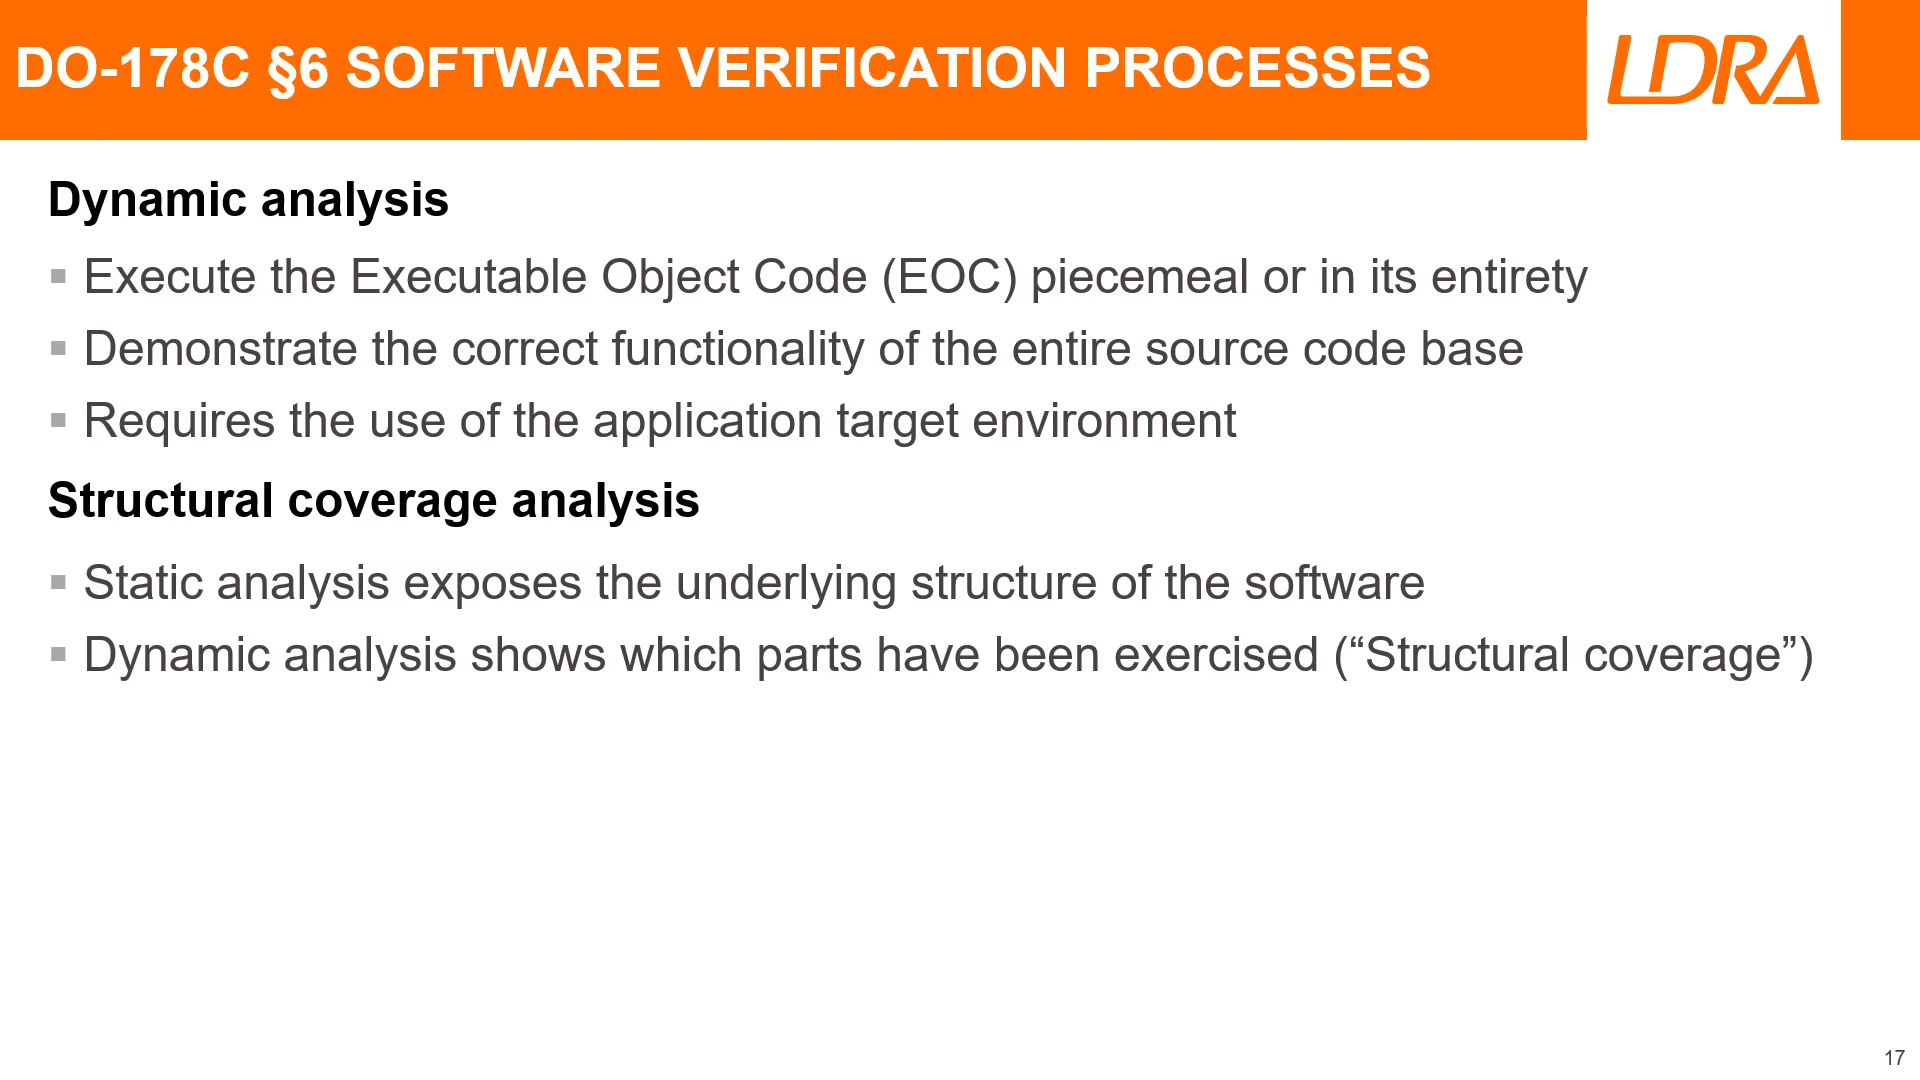 DO-178C §6 SOFTWARE VERIFICATION PROCESSES
LDRA
Dynamic analysis
▪ Execute the Executable Object Code (EOC) piecemeal or in its entirety
▪ Demonstrate the correct functionality of the entire source code base
▪ Requires the use of the application target environment
Structural coverage analysis
▪ Static analysis exposes the underlying structure of the software
▪ Dynamic analysis shows which parts have been exercised (“Structural coverage”)
17